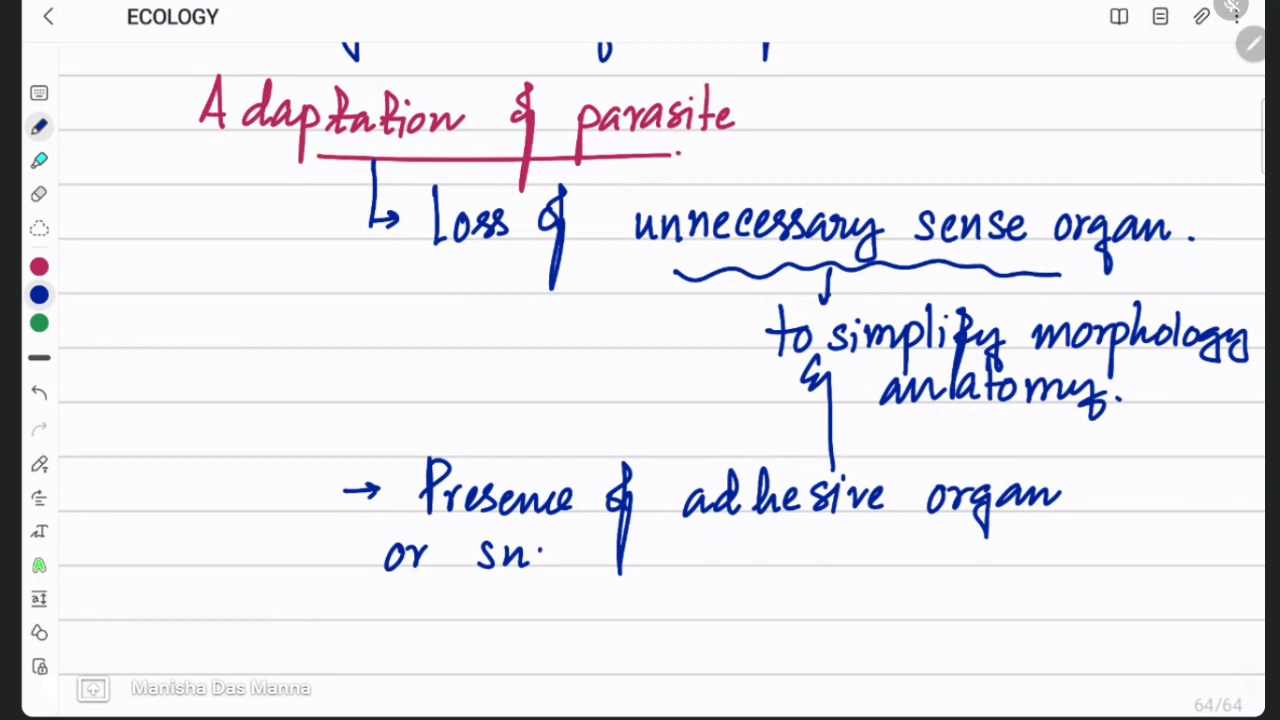 ECOLOGY
Adaptation of parasite
↳ Loss of unnecessary sense organ.
to simplify morphology
& anatomy.
→ Presence of adhesive organ
or sn
Manisha Das Manna
64/64